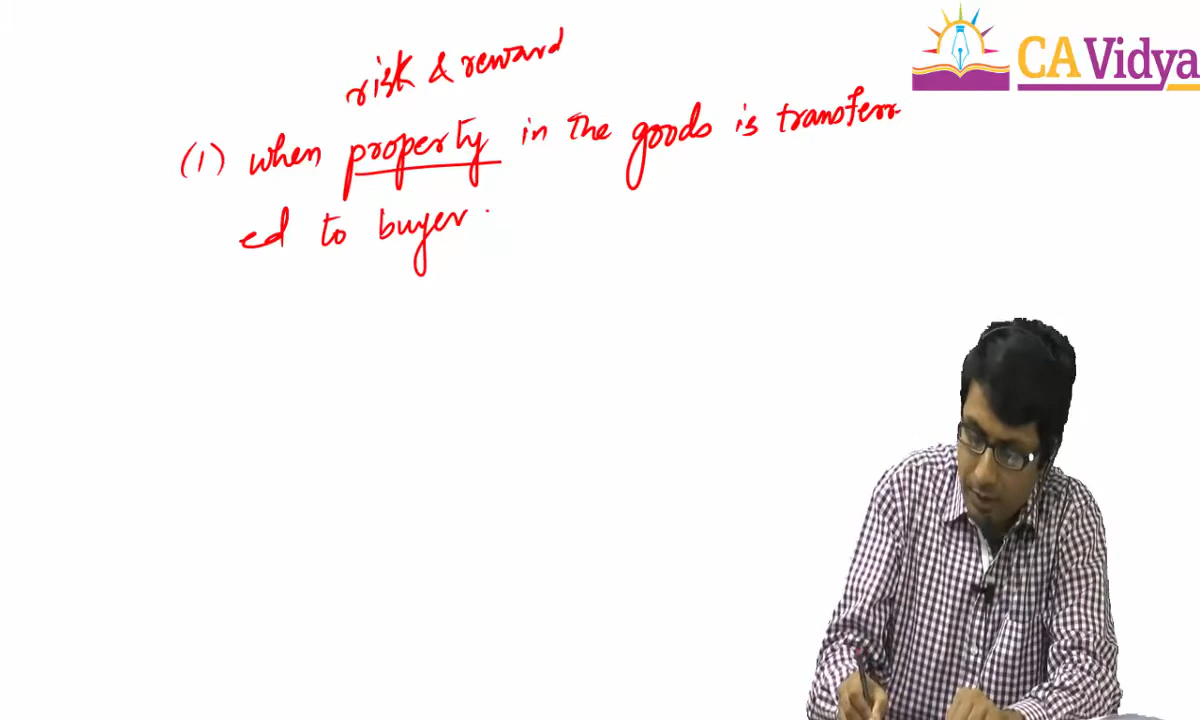 CA Vidya
risk & reward
(1) when property in the goods is transferr
ed to buyer.